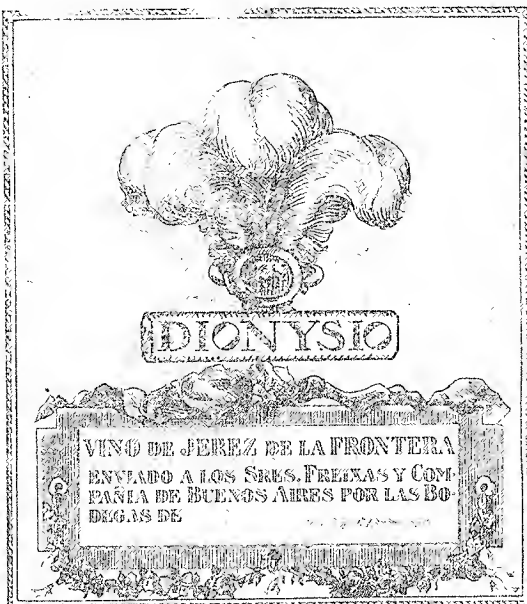 DIONYSIO
VINO DE JEREZ DE LA FRONTERA
ENVIADO A LOS SRES. FREIXAS Y COM-
PAÑIA DE BUENOS AIRES POR LAS BO-
DEGAS DE